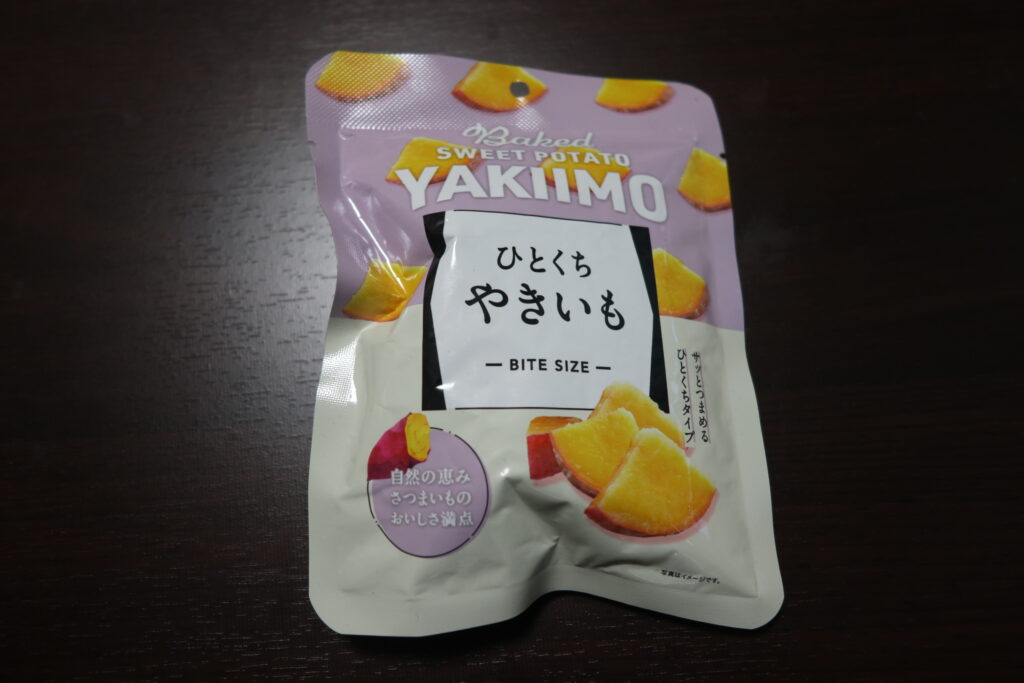 Baked
SWEET POTATO
YAKIIMO
ひとくち
やきいも
BITE SIZE
サッとつまめる
ひとくちタイプ
自然の恵み
さつまいもの
おいしさ満点
写真はイメージです。